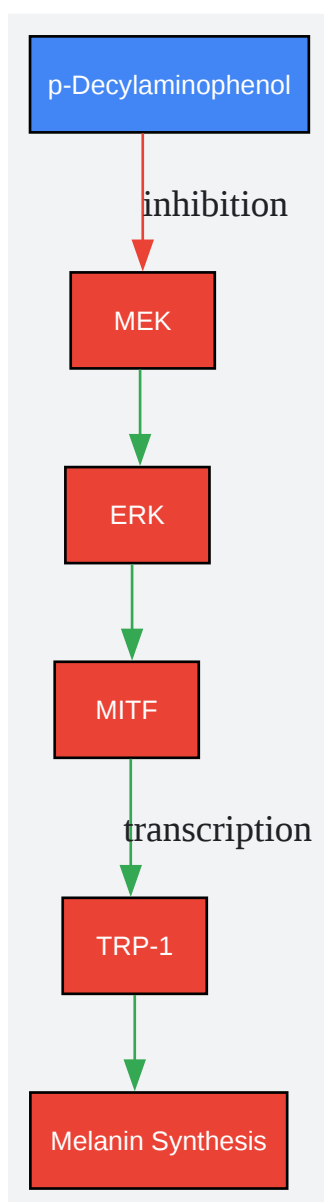 p-Decylaminophenol
inhibition
MEK
ERK
MITF
transcription
TRP-1
Melanin Synthesis